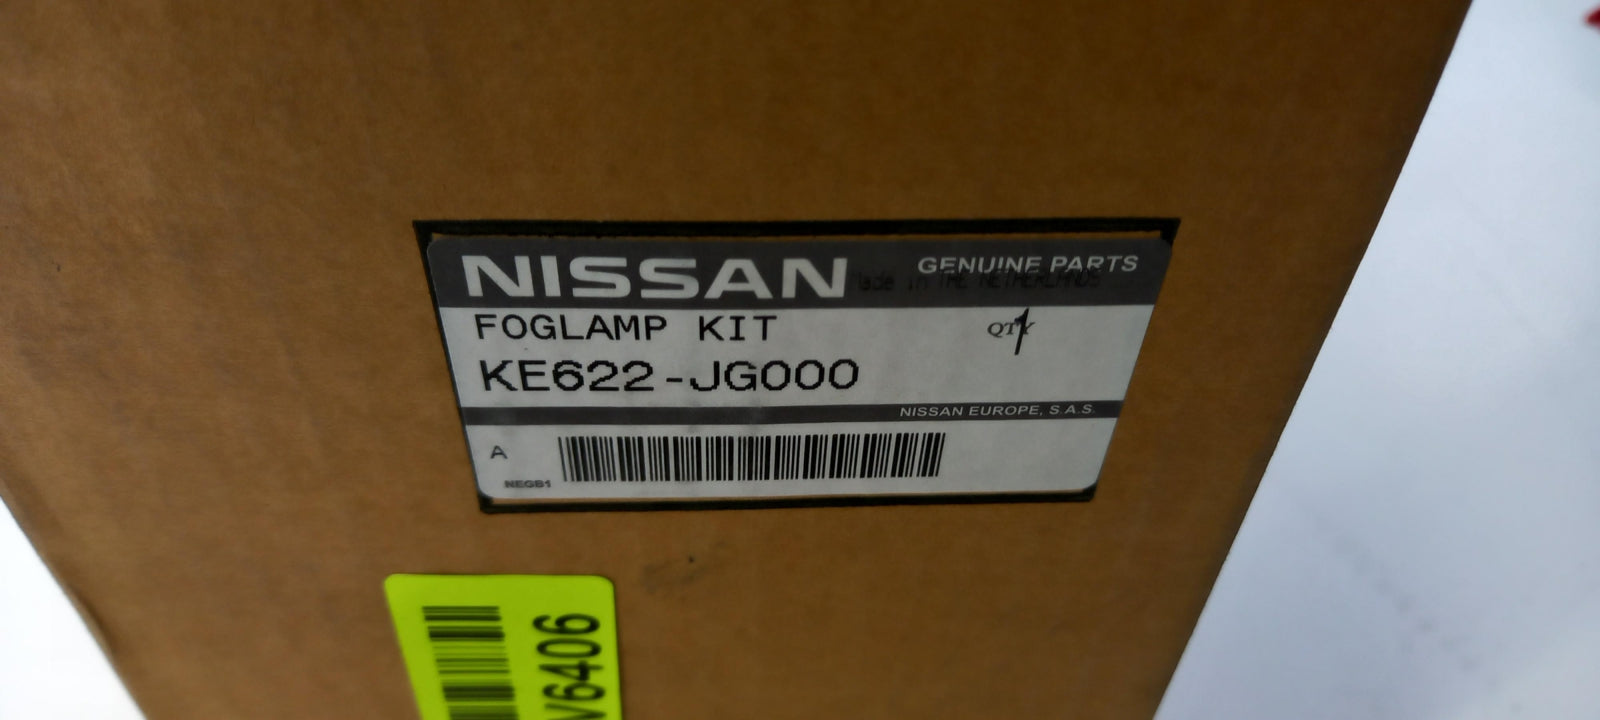 NISSAN GENUINE PARTS
Made in THE NETHERLANDS
FOGLAMP KIT QTY 1
KE622-JG000
NISSAN EUROPE, S.A.S.
A
NEGB1
V6406